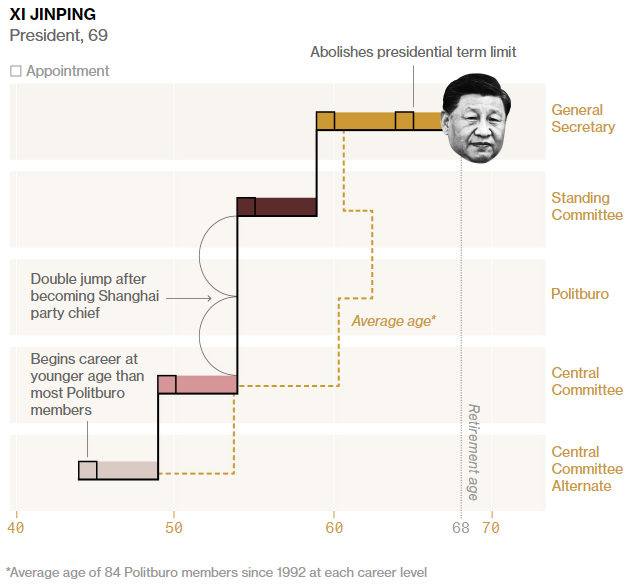 XI JINPING
President, 69
Abolishes presidential term limit
Appointment
General
Secretary
Standing
Committee
Double jump after
becoming Shanghai
party chief
Politburo
Average age*
Begins career at
younger age than
most Politburo
members
Central
Committee
Retirement age
Central
Committee
Alternate
40
50
60
68
70
*Average age of 84 Politburo members since 1992 at each career level